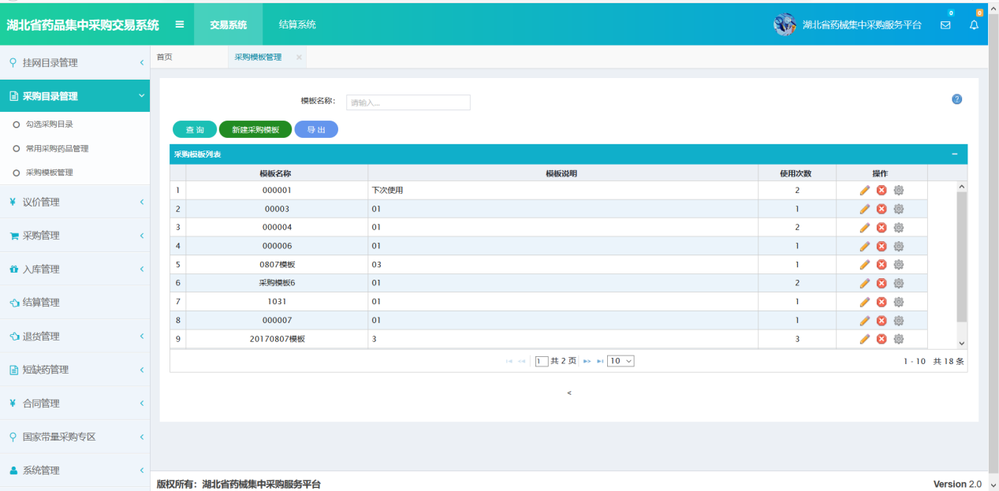 湖北省药品集中采购交易系统 交易系统 结算系统 湖北省药械集中采购服务平台 0 0
挂网目录管理
采购目录管理
勾选采购目录
常用采购药品管理
采购模板管理
议价管理
采购管理
入库管理
结算管理
退货管理
短缺药管理
合同管理
国家带量采购专区
系统管理
首页 采购模板管理 ×
模板名称： 请输入...
查 询 新建采购模板 导 出
采购模板列表
模板名称 模板说明 使用次数 操作
1 000001 下次使用 2
2 00003 01 1
3 000004 01 2
4 000006 01 1
5 0807模板 03 1
6 采购模板6 01 2
7 1031 01 1
8 000007 01 1
9 20170807模板 3 3
1 共 2 页 10 1 - 10 共 18 条
<
版权所有：湖北省药械集中采购服务平台 Version 2.0